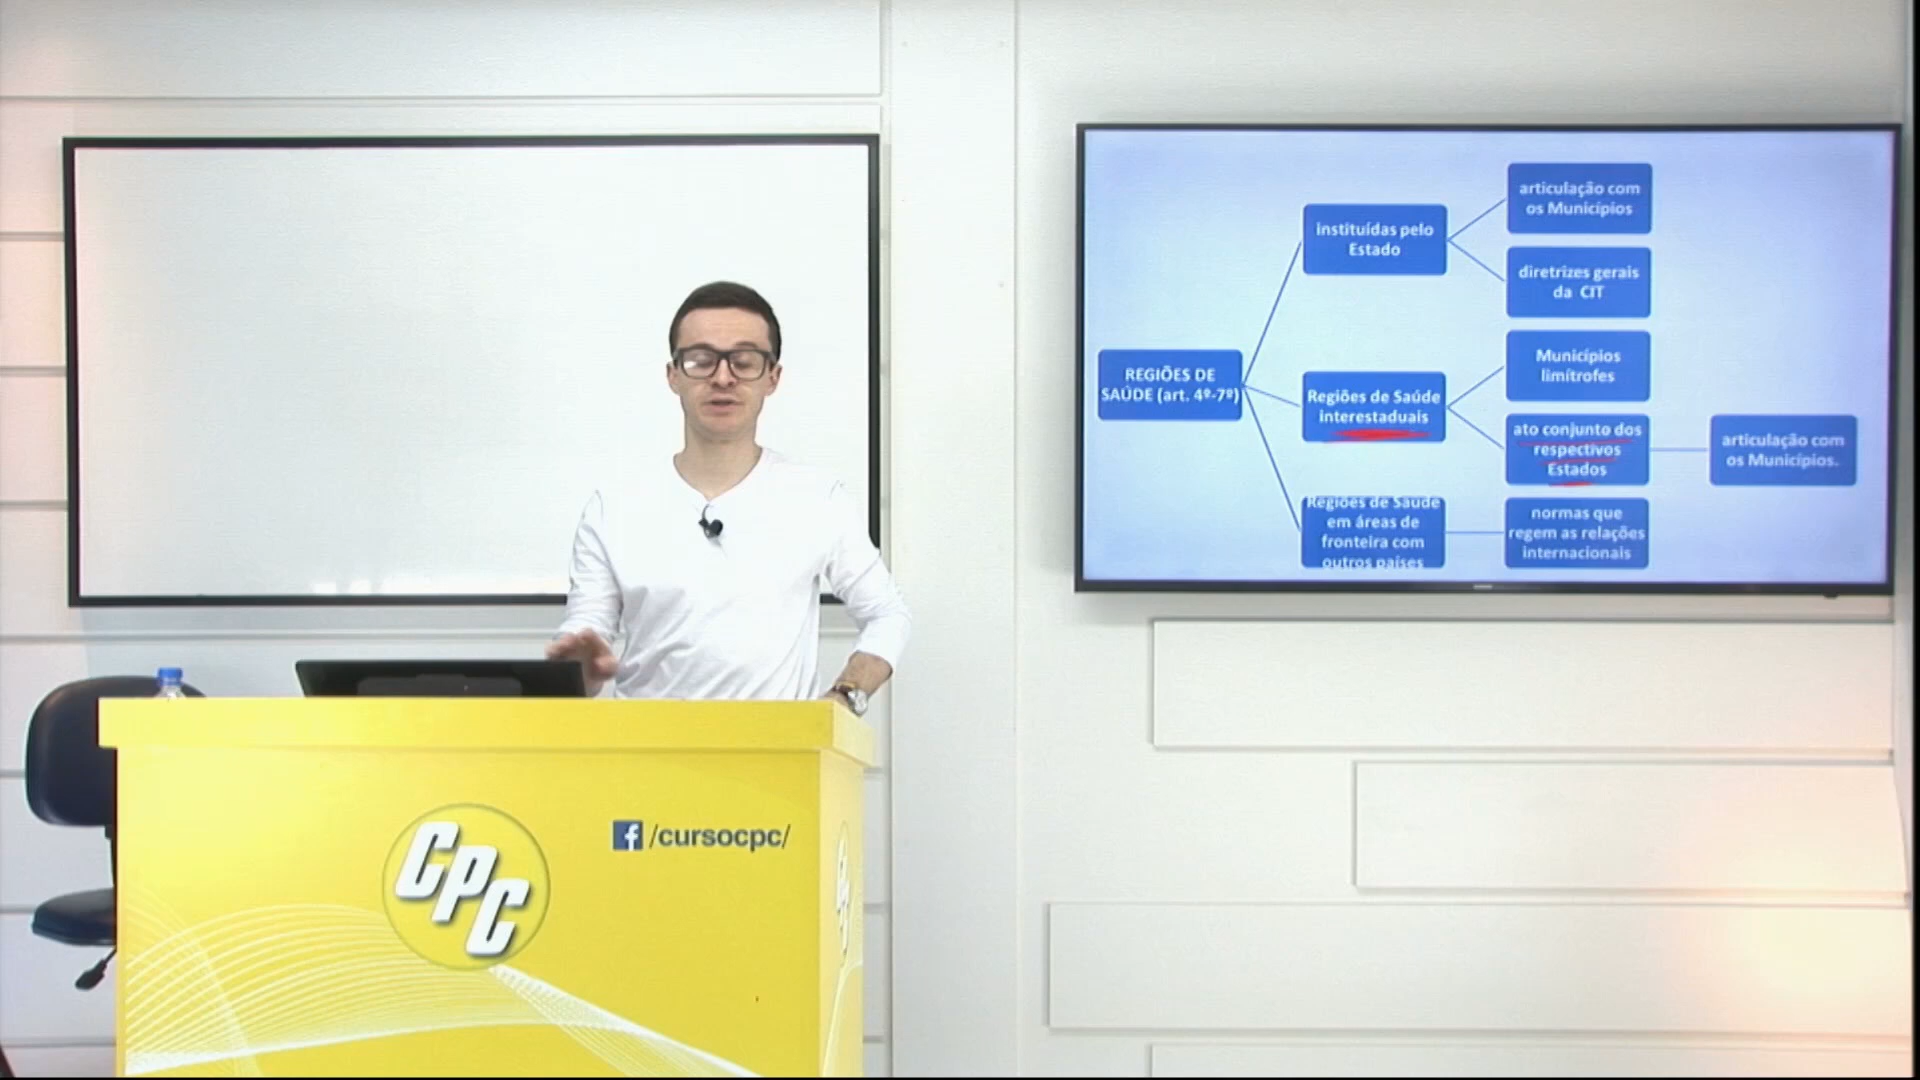 REGIÕES DE
SAÚDE (art. 4º-7º)
instituídas pelo
Estado
articulação com
os Municípios
diretrizes gerais
da CIT
Regiões de Saúde
interestaduais
Municípios
limítrofes
ato conjunto dos
respectivos
Estados
articulação com
os Municípios.
Regiões de Saúde
em áreas de
fronteira com
outros países
normas que
regem as relações
internacionais
CPC
/cursocpc/